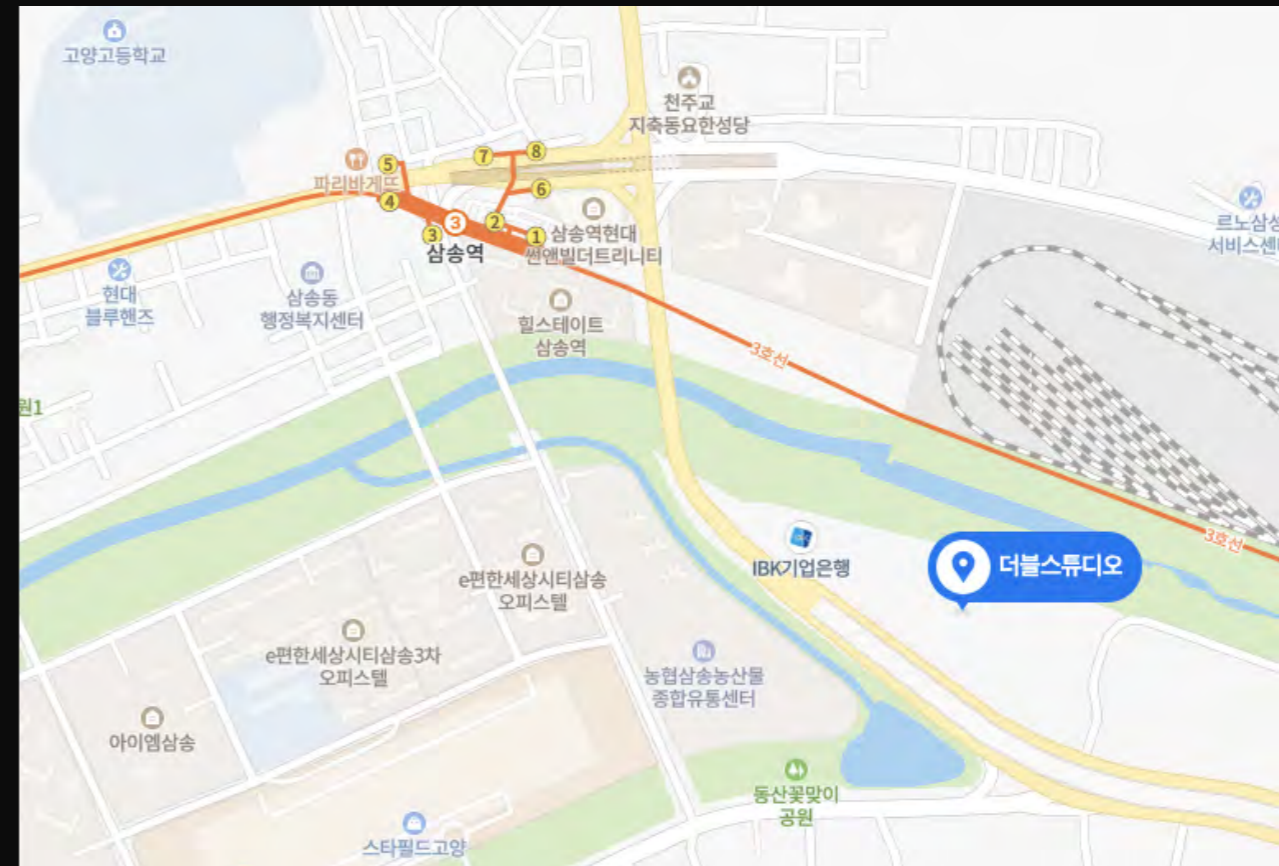 고양고등학교
천주교
지축동요한성당
파리바게뜨
5
7
8
4
6
3
2
3
1
삼송역
삼송역현대
썬앤빌더트리니티
현대
블루핸즈
삼송동
행정복지센터
힐스테이트
삼송역
3호선
르노삼성
원1
IBK기업은행
더블스튜디오
3호선
e편한세상시티삼송
오피스텔
e편한세상시티삼송3차
오피스텔
농협삼송농산물
종합유통센터
아이엠삼송
동산꽃맞이
공원
스타필드고양